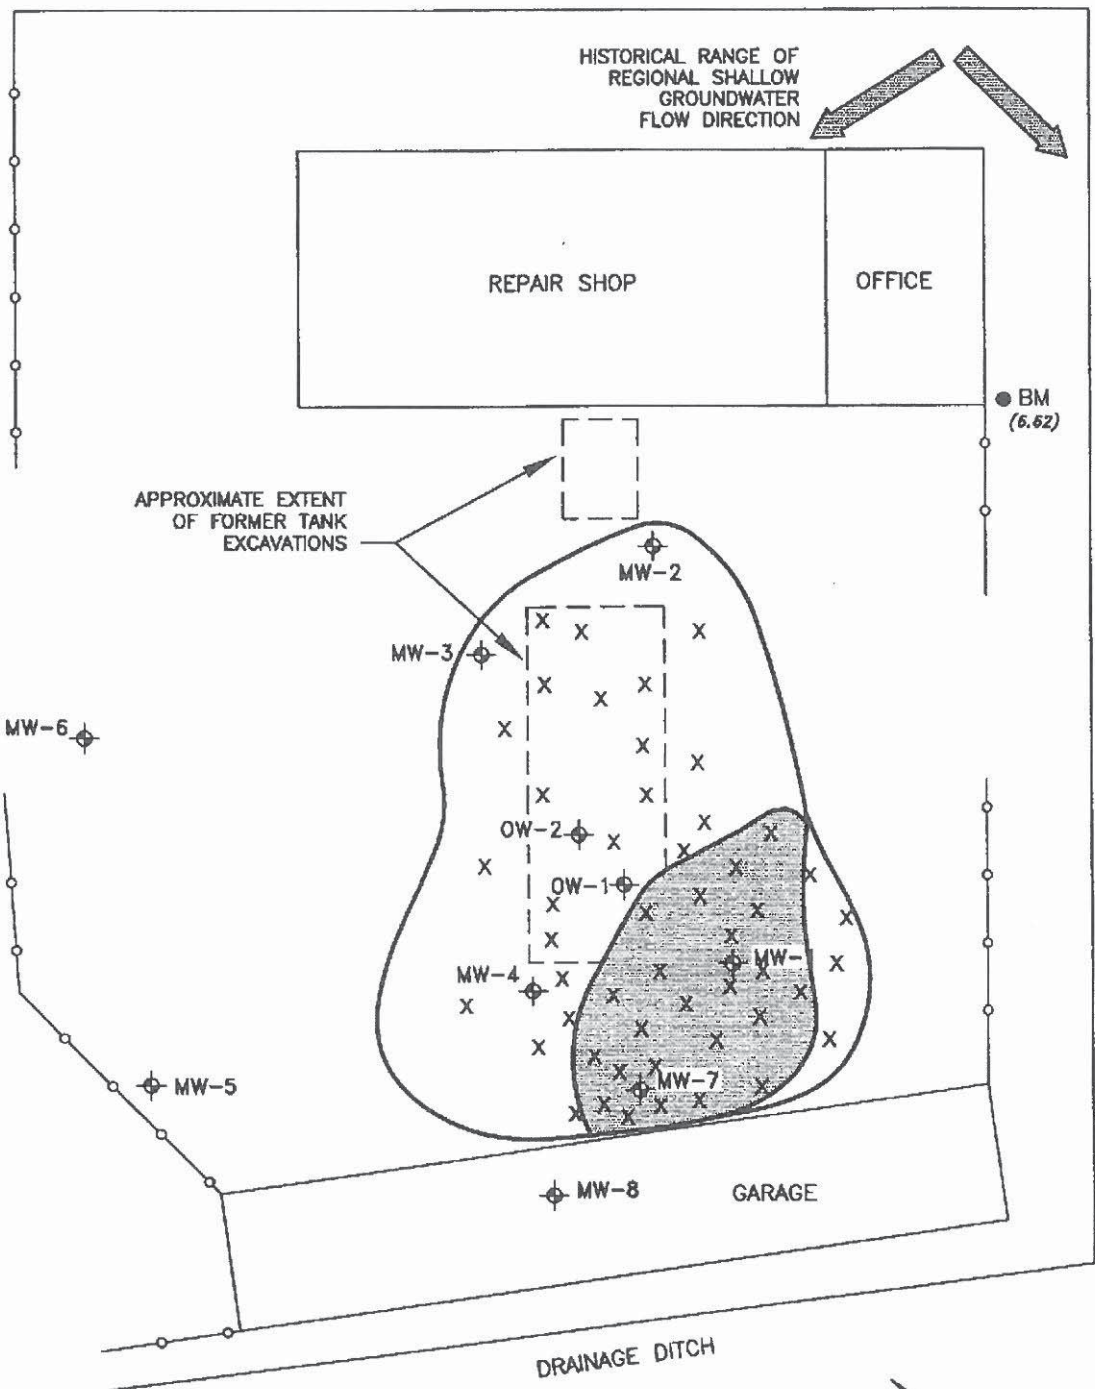 HISTORICAL RANGE OF
REGIONAL SHALLOW
GROUNDWATER
FLOW DIRECTION
REPAIR SHOP
OFFICE
BM
(5.52)
APPROXIMATE EXTENT
OF FORMER TANK
EXCAVATIONS
MW-2
MW-3
MW-6
OW-2
OW-1
MW-
MW-4
MW-5
MW-7
MW-8
GARAGE
DRAINAGE DITCH